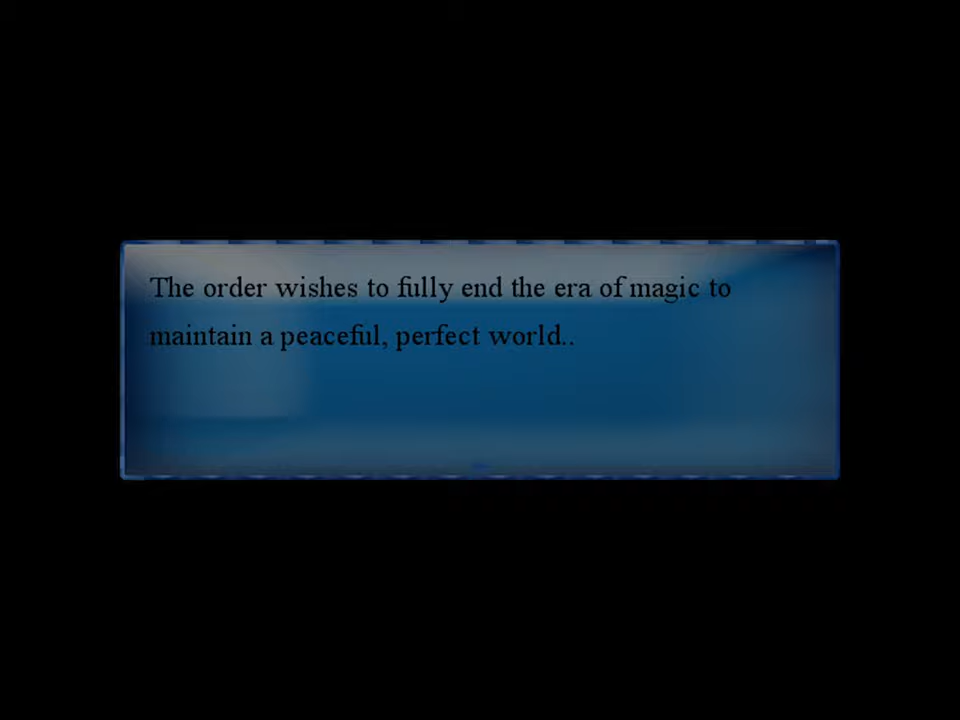 The order wishes to fully end the era of magic to
maintain a peaceful, perfect world..